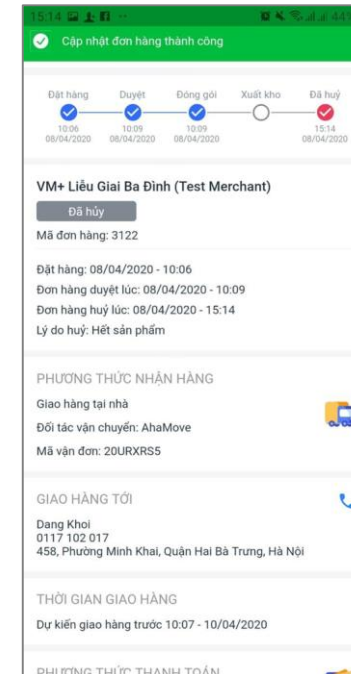 15:14
Cập nhật đơn hàng thành công
Đặt hàng Duyệt Đóng gói Xuất kho Đã huỷ
10:06 10:09 10:09 15:14
08/04/2020 08/04/2020 08/04/2020 08/04/2020
VM+ Liễu Giai Ba Đình (Test Merchant)
Đã hủy
Mã đơn hàng: 3122
Đặt hàng: 08/04/2020 - 10:06
Đơn hàng duyệt lúc: 08/04/2020 - 10:09
Đơn hàng huỷ lúc: 08/04/2020 - 15:14
Lý do huỷ: Hết sản phẩm
PHƯƠNG THỨC NHẬN HÀNG
Giao hàng tại nhà
Đối tác vận chuyển: AhaMove
Mã vận đơn: 20URXRS5
GIAO HÀNG TỚI
Dang Khoi
0117 102 017
458, Phường Minh Khai, Quận Hai Bà Trưng, Hà Nội
THỜI GIAN GIAO HÀNG
Dự kiến giao hàng trước 10:07 - 10/04/2020
PHƯƠNG THỨC THANH TOÁN